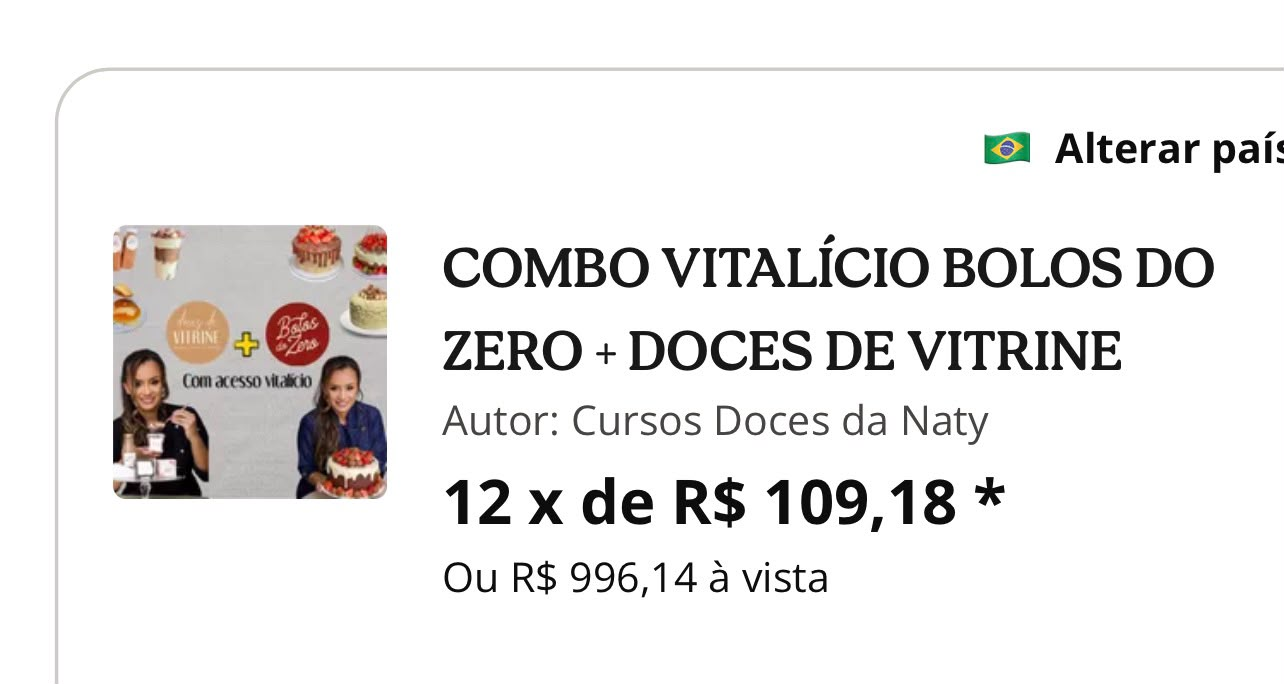 Alterar país
COMBO VITALÍCIO BOLOS DO
ZERO + DOCES DE VITRINE
Autor: Cursos Doces da Naty
12 x de R$ 109,18 *
Ou R$ 996,14 à vista
Doces de
VITRINE
+
Bolos
do Zero
Com acesso vitalício